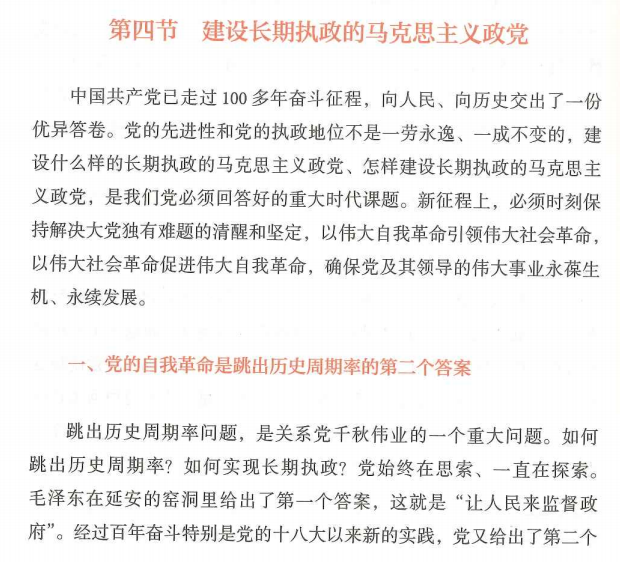 第四节 建设长期执政的马克思主义政党
中国共产党已走过 100 多年奋斗征程，向人民、向历史交出了一份
优异答卷。党的先进性和党的执政地位不是一劳永逸、一成不变的，建
设什么样的长期执政的马克思主义政党、怎样建设长期执政的马克思主
义政党，是我们党必须回答好的重大时代课题。新征程上，必须时刻保
持解决大党独有难题的清醒和坚定，以伟大自我革命引领伟大社会革命，
以伟大社会革命促进伟大自我革命，确保党及其领导的伟大事业永葆生
机、永续发展。
一、党的自我革命是跳出历史周期率的第二个答案
跳出历史周期率问题，是关系党千秋伟业的一个重大问题。如何
跳出历史周期率？如何实现长期执政？党始终在思索、一直在探索。
毛泽东在延安的窑洞里给出了第一个答案，这就是“让人民来监督政
府”。经过百年奋斗特别是党的十八大以来新的实践，党又给出了第二个